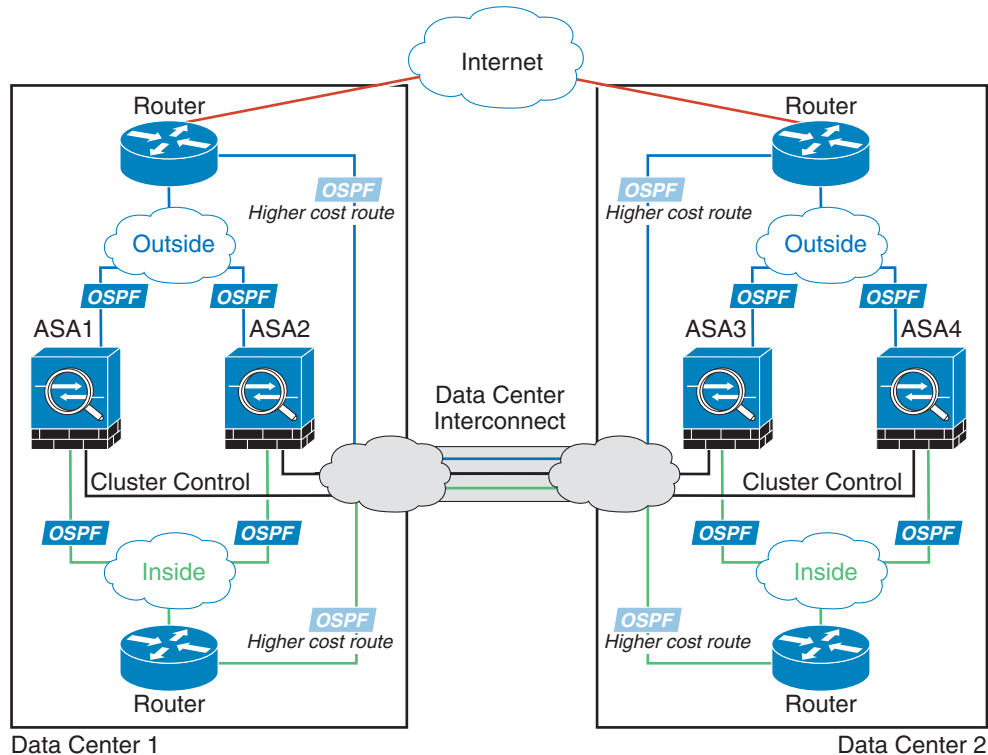 Internet
Router
Router
OSPF
Higher cost route
OSPF
Higher cost route
Outside
Outside
OSPF
OSPF
OSPF
OSPF
ASA1
ASA2
ASA3
ASA4
Data Center
Interconnect
Cluster Control
Cluster Control
OSPF
OSPF
OSPF
OSPF
Inside
Inside
OSPF
Higher cost route
OSPF
Higher cost route
Router
Router
Data Center 1
Data Center 2